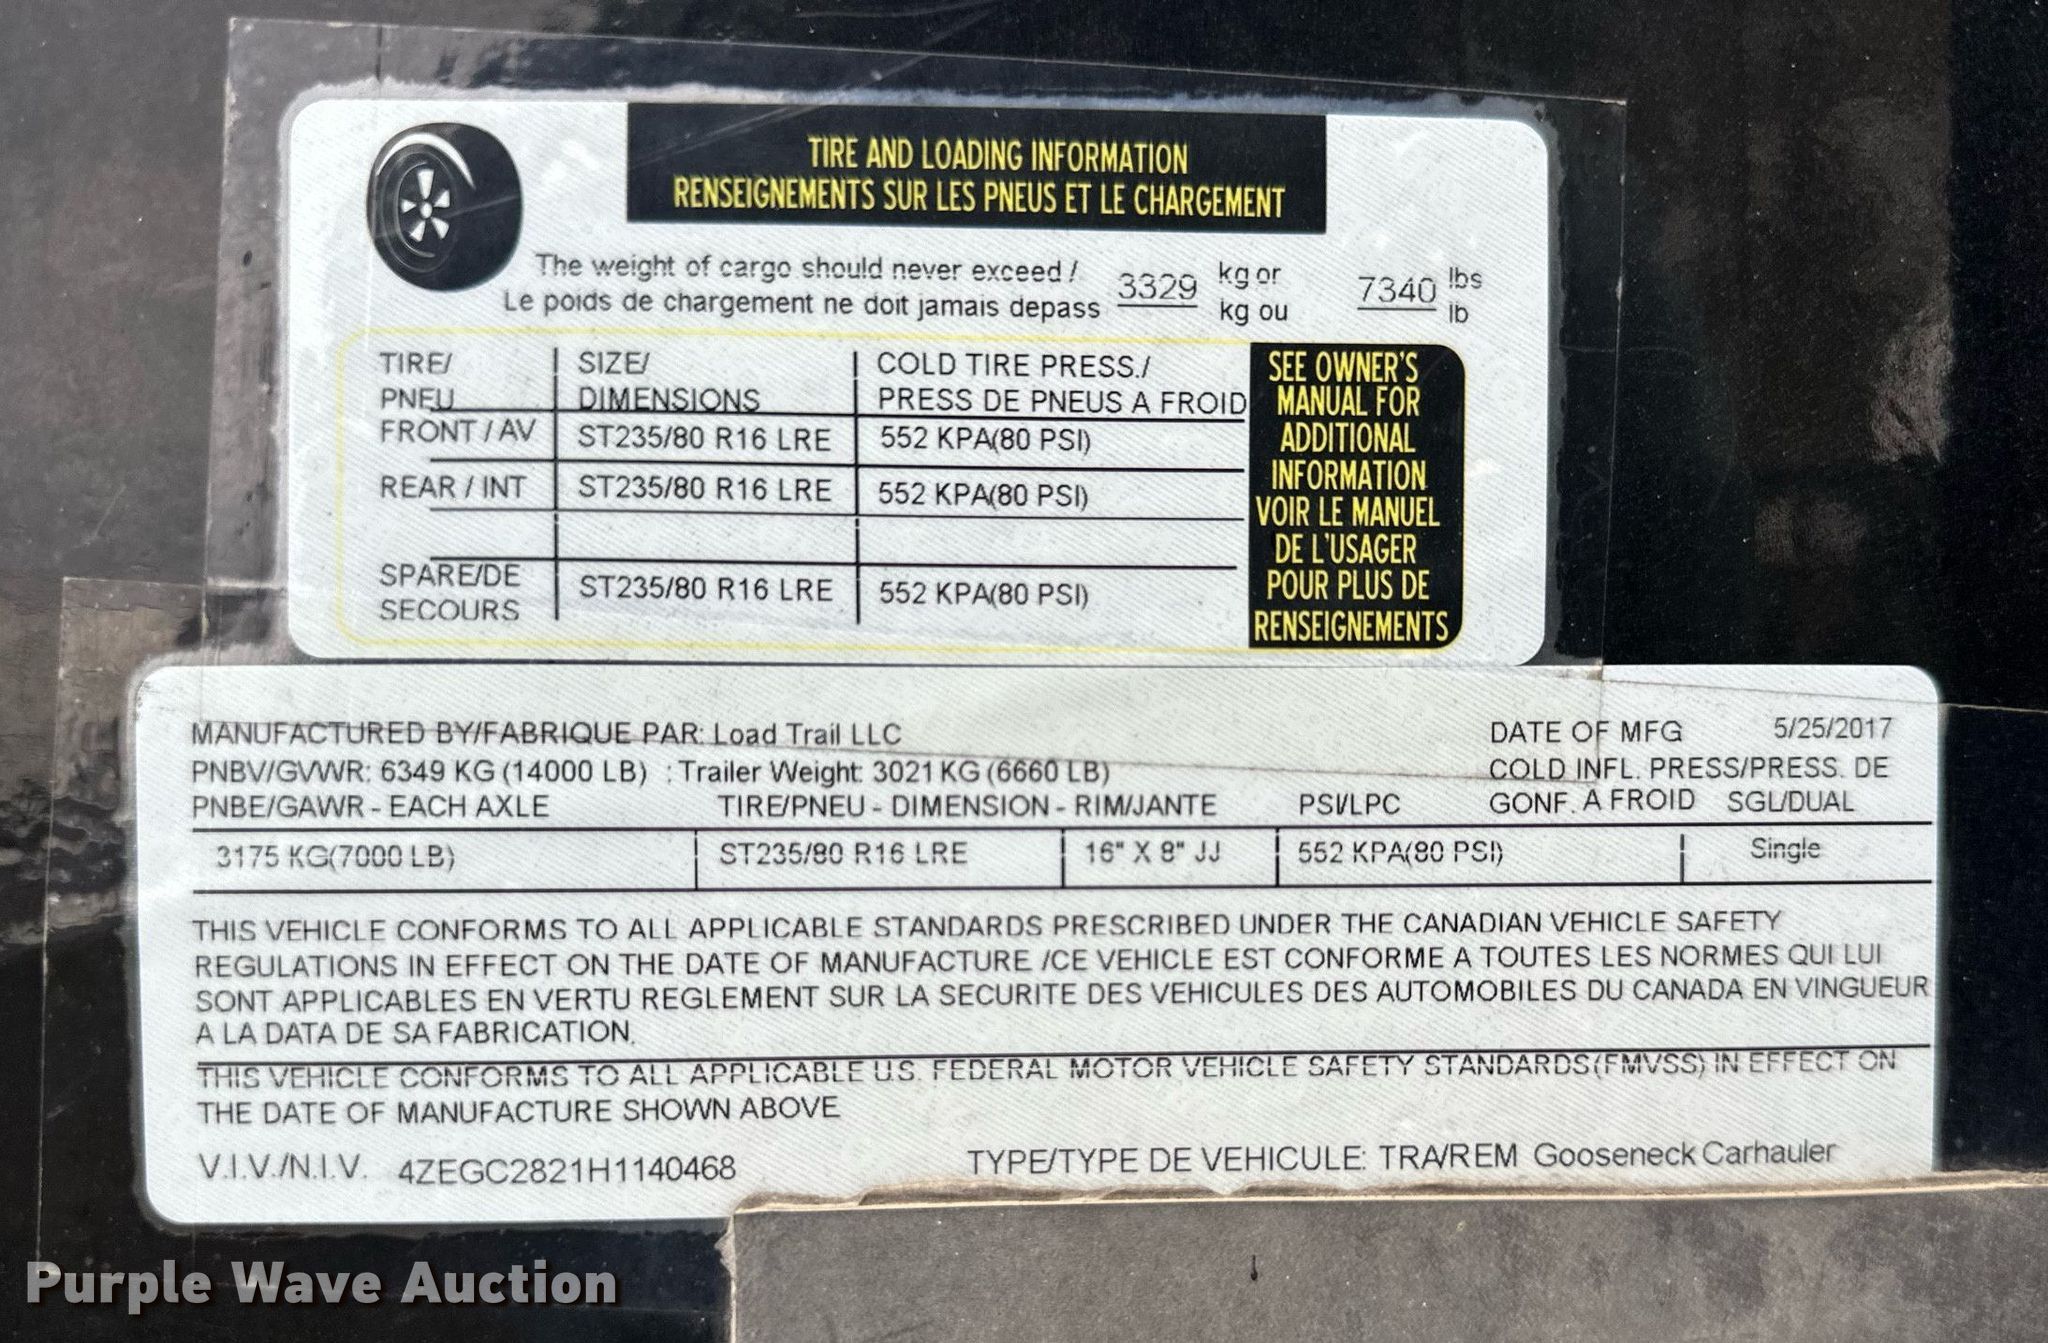 TIRE AND LOADING INFORMATION
RENSEIGNEMENTS SUR LES PNEUS ET LE CHARGEMENT
The weight of cargo should never exceed / 3329 kg or 7340 lbs
Le poids de chargement ne doit jamais depass kg ou lb
TIRE/ SIZE/ COLD TIRE PRESS./
PNEU DIMENSIONS PRESS DE PNEUS A FROID
FRONT / AV ST235/80 R16 LRE 552 KPA(80 PSI)
REAR / INT ST235/80 R16 LRE 552 KPA(80 PSI)
SPARE/DE
SECOURS ST235/80 R16 LRE 552 KPA(80 PSI)
SEE OWNER'S
MANUAL FOR
ADDITIONAL
INFORMATION
VOIR LE MANUEL
DE L'USAGER
POUR PLUS DE
RENSEIGNEMENTS
MANUFACTURED BY/FABRIQUE PAR: Load Trail LLC DATE OF MFG 5/25/2017
PNBV/GVWR: 6349 KG (14000 LB) : Trailer Weight: 3021 KG (6660 LB) COLD INFL. PRESS/PRESS. DE
PNBE/GAWR - EACH AXLE TIRE/PNEU - DIMENSION - RIM/JANTE PSI/LPC GONF. A FROID SGL/DUAL
3175 KG(7000 LB) ST235/80 R16 LRE 16" X 8" JJ 552 KPA(80 PSI) Single
THIS VEHICLE CONFORMS TO ALL APPLICABLE STANDARDS PRESCRIBED UNDER THE CANADIAN VEHICLE SAFETY
REGULATIONS IN EFFECT ON THE DATE OF MANUFACTURE /CE VEHICLE EST CONFORME A TOUTES LES NORMES QUI LUI
SONT APPLICABLES EN VERTU REGLEMENT SUR LA SECURITE DES VEHICULES DES AUTOMOBILES DU CANADA EN VINGUEUR
A LA DATA DE SA FABRICATION.
THIS VEHICLE CONFORMS TO ALL APPLICABLE U.S. FEDERAL MOTOR VEHICLE SAFETY STANDARDS(FMVSS) IN EFFECT ON
THE DATE OF MANUFACTURE SHOWN ABOVE
V.I.V./N.I.V. 4ZEGC2821H1140468 TYPE/TYPE DE VEHICULE: TRA/REM Gooseneck Carhauler
Purple Wave Auction